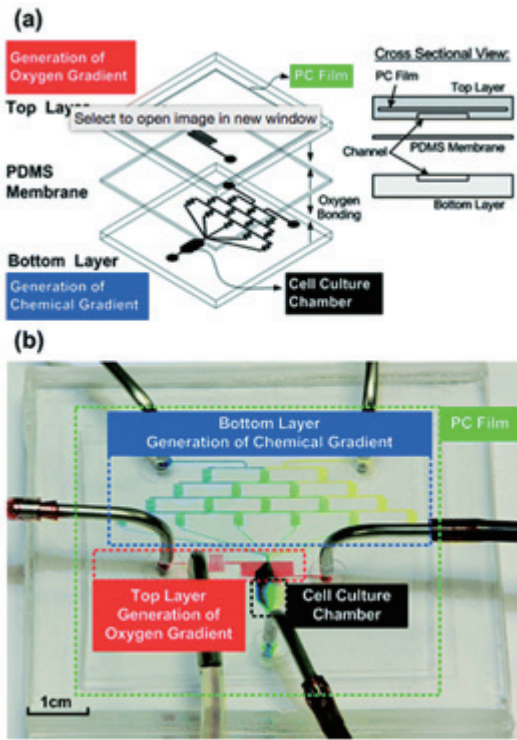 (a)
Generation of
Oxygen Gradient
PC Film
Top Layer
Select to open image in new window
PDMS
Membrane
Oxygen
Bonding
Bottom Layer
Generation of
Chemical Gradient
Cell Culture
Chamber
Cross Sectional View:
PC Film
Top Layer
Channel
PDMS Membrane
Bottom Layer
(b)
Bottom Layer
Generation of Chemical Gradient
PC Film
Top Layer
Generation of
Oxygen Gradient
Cell Culture
Chamber
1cm